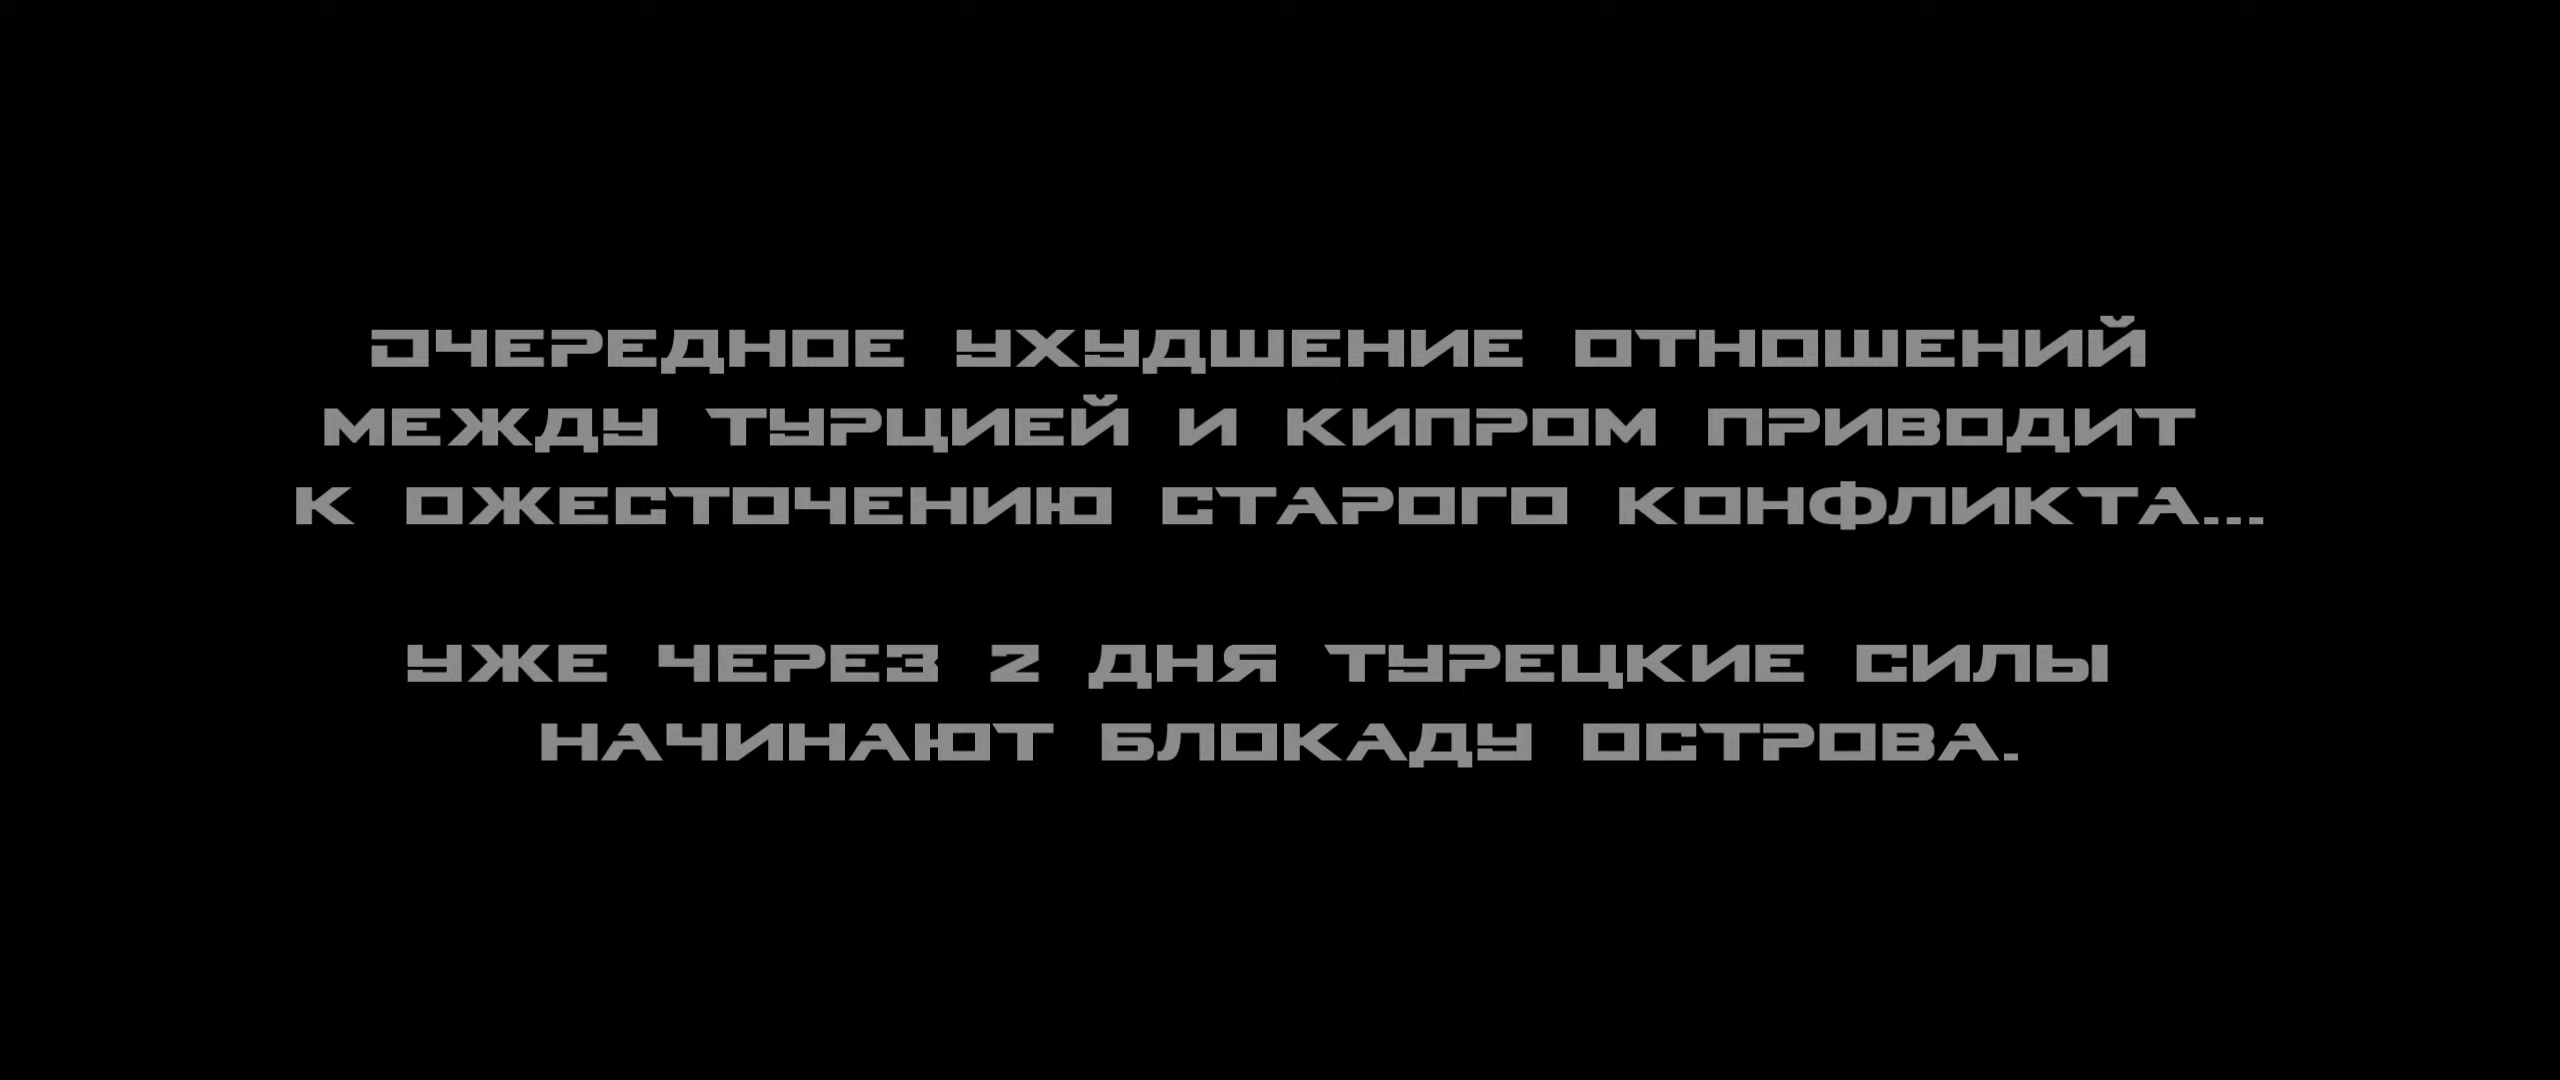 ОЧЕРЕДНОЕ УХУДШЕНИЕ ОТНОШЕНИЙ
МЕЖДУ ТУРЦИЕЙ И КИПРОМ ПРИВОДИТ
К ОЖЕСТОЧЕНИЮ СТАРОГО КОНФЛИКТА...
УЖЕ ЧЕРЕЗ 2 ДНЯ ТУРЕЦКИЕ СИЛЫ
НАЧИНАЮТ БЛОКАДУ ОСТРОВА.